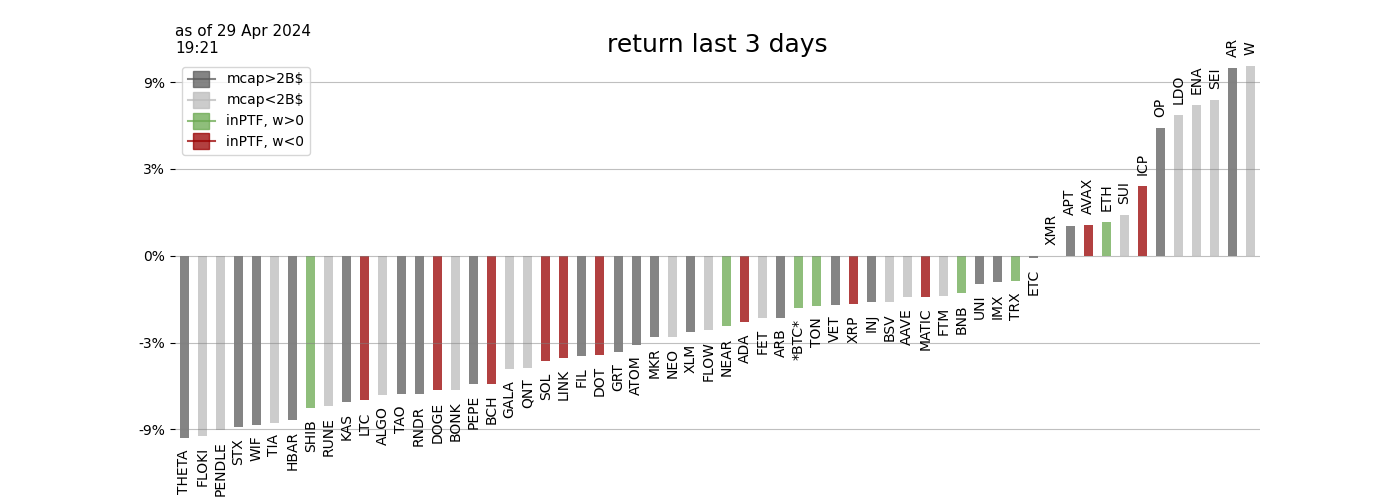 as of 29 Apr 2024
19:21
return last 3 days
mcap>2B$
mcap<2B$
inPTF, w>0
inPTF, w<0
9%
3%
0%
-3%
-9%
THETA
FLOKI
PENDLE
STX
WIF
TIA
HBAR
SHIB
RUNE
KAS
LTC
ALGO
TAO
RNDR
DOGE
BONK
PEPE
BCH
GALA
QNT
SOL
LINK
FIL
DOT
GRT
ATOM
MKR
NEO
XLM
FLOW
NEAR
ADA
FET
ARB
*BTC*
TON
VET
XRP
INJ
BSV
AAVE
MATIC
FTM
BNB
UNI
IMX
TRX
ETC
XMR
APT
AVAX
ETH
SUI
ICP
OP
LDO
ENA
SEI
AR
W